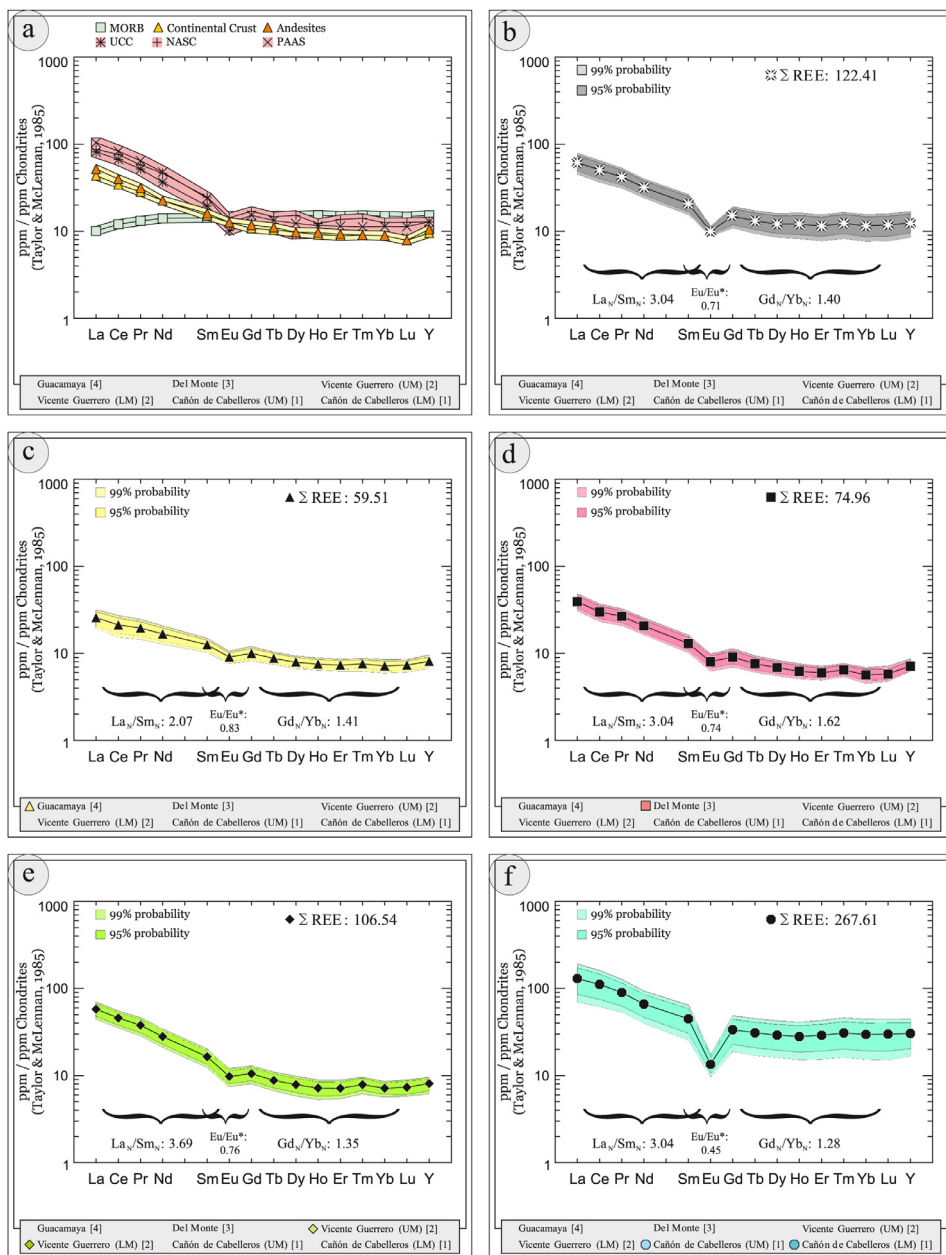 a
MORB Continental Crust Andesites
UCC NASC PAAS
ppm / ppm Chondrites
(Taylor & McLennan, 1985)
1000
100
10
1
La Ce Pr Nd Sm Eu Gd Tb Dy Ho Er Tm Yb Lu Y
Guacamaya [4] Del Monte [3] Vicente Guerrero (UM) [2]
Vicente Guerrero (LM) [2] Cañón de Cabelleros (UM) [1] Cañón de Cabelleros (LM) [1]
b
99% probability
95% probability
Σ REE: 122.41
ppm / ppm Chondrites
(Taylor & McLennan, 1985)
1000
100
10
1
LaN/SmN: 3.04
Eu/Eu*:
0.71
GdN/YbN: 1.40
La Ce Pr Nd Sm Eu Gd Tb Dy Ho Er Tm Yb Lu Y
Guacamaya [4] Del Monte [3] Vicente Guerrero (UM) [2]
Vicente Guerrero (LM) [2] Cañón de Cabelleros (UM) [1] Cañón de Cabelleros (LM) [1]
c
99% probability
95% probability
Σ REE: 59.51
ppm / ppm Chondrites
(Taylor & McLennan, 1985)
1000
100
10
1
LaN/SmN: 2.07
Eu/Eu*:
0.83
GdN/YbN: 1.41
La Ce Pr Nd Sm Eu Gd Tb Dy Ho Er Tm Yb Lu Y
Guacamaya [4] Del Monte [3] Vicente Guerrero (UM) [2]
Vicente Guerrero (LM) [2] Cañón de Cabelleros (UM) [1] Cañón de Cabelleros (LM) [1]
d
99% probability
95% probability
Σ REE: 74.96
ppm / ppm Chondrites
(Taylor & McLennan, 1985)
1000
100
10
1
LaN/SmN: 3.04
Eu/Eu*:
0.74
GdN/YbN: 1.62
La Ce Pr Nd Sm Eu Gd Tb Dy Ho Er Tm Yb Lu Y
Guacamaya [4] Del Monte [3] Vicente Guerrero (UM) [2]
Vicente Guerrero (LM) [2] Cañón de Cabelleros (UM) [1] Cañón de Cabelleros (LM) [1]
e
99% probability
95% probability
Σ REE: 106.54
ppm / ppm Chondrites
(Taylor & McLennan, 1985)
1000
100
10
1
LaN/SmN: 3.69
Eu/Eu*:
0.76
GdN/YbN: 1.35
La Ce Pr Nd Sm Eu Gd Tb Dy Ho Er Tm Yb Lu Y
Guacamaya [4] Del Monte [3] Vicente Guerrero (UM) [2]
Vicente Guerrero (LM) [2] Cañón de Cabelleros (UM) [1] Cañón de Cabelleros (LM) [1]
f
99% probability
95% probability
Σ REE: 267.61
ppm / ppm Chondrites
(Taylor & McLennan, 1985)
1000
100
10
1
LaN/SmN: 3.04
Eu/Eu*:
0.45
GdN/YbN: 1.28
La Ce Pr Nd Sm Eu Gd Tb Dy Ho Er Tm Yb Lu Y
Guacamaya [4] Del Monte [3] Vicente Guerrero (UM) [2]
Vicente Guerrero (LM) [2] Cañón de Cabelleros (UM) [1] Cañón de Cabelleros (LM) [1]